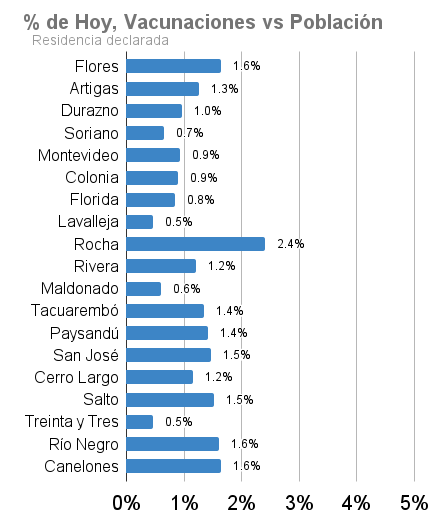 % de Hoy, Vacunaciones vs Población
Residencia declarada
Flores 1.6%
Artigas 1.3%
Durazno 1.0%
Soriano 0.7%
Montevideo 0.9%
Colonia 0.9%
Florida 0.8%
Lavalleja 0.5%
Rocha 2.4%
Rivera 1.2%
Maldonado 0.6%
Tacuarembó 1.4%
Paysandú 1.4%
San José 1.5%
Cerro Largo 1.2%
Salto 1.5%
Treinta y Tres 0.5%
Río Negro 1.6%
Canelones 1.6%
0% 1% 2% 3% 4% 5%